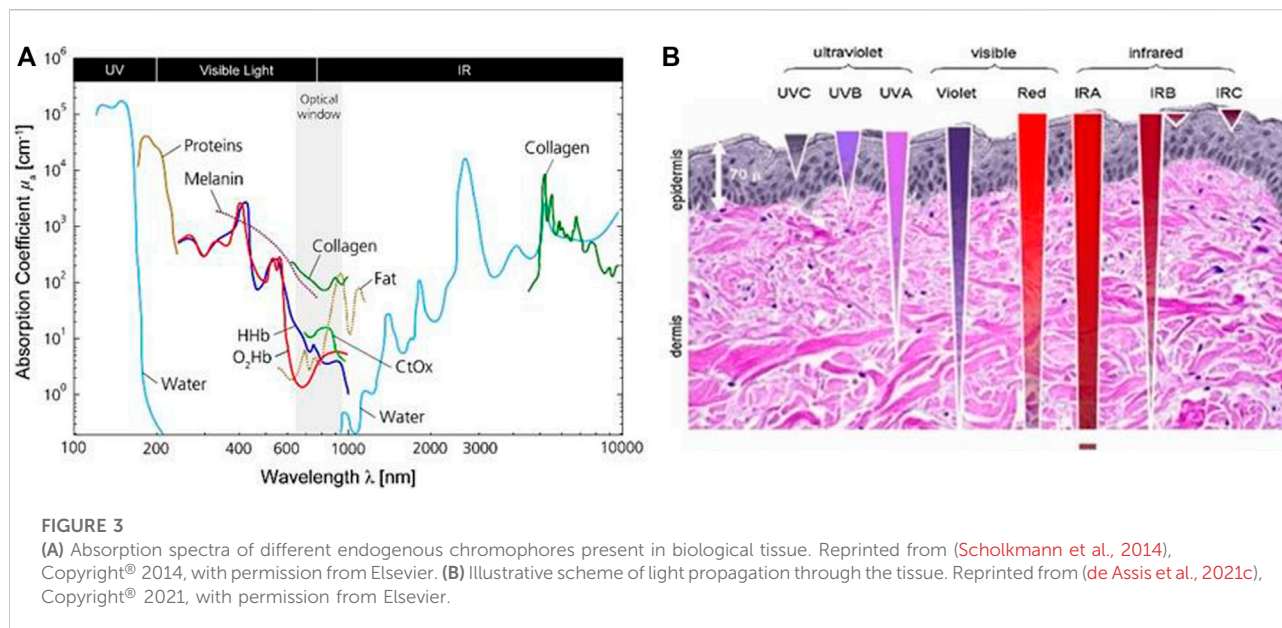 A
UV
Visible Light
IR
Optical
window
10⁶
10⁵
10⁴
10³
10²
10¹
10⁰
Absorption Coefficient μₐ [cm⁻¹]
Proteins
Melanin
Collagen
Collagen
Fat
HHb
O₂Hb
CtOx
Water
Water
100 200 400 600 1000 2000 3000 10000
Wavelength λ [nm]
B
ultraviolet visible infrared
UVC UVB UVA Violet Red IRA IRB IRC
epidermis
70 µ
dermis
FIGURE 3
(A) Absorption spectra of different endogenous chromophores present in biological tissue. Reprinted from (Scholkmann et al., 2014),
Copyright® 2014, with permission from Elsevier. (B) Illustrative scheme of light propagation through the tissue. Reprinted from (de Assis et al., 2021c),
Copyright® 2021, with permission from Elsevier.